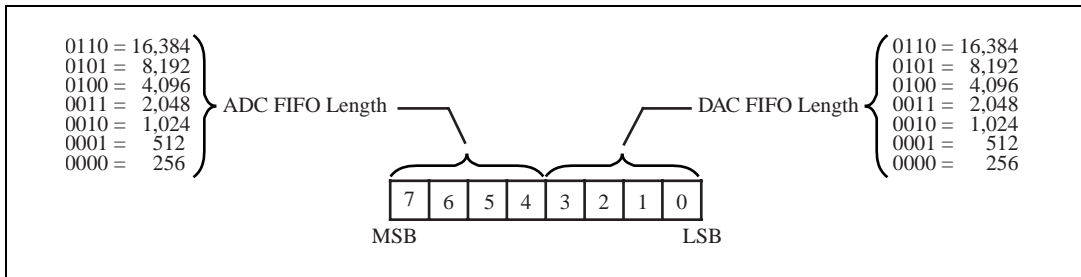 0110 = 16,384
0101 = 8,192
0100 = 4,096
0011 = 2,048
0010 = 1,024
0001 = 512
0000 = 256
ADC FIFO Length
DAC FIFO Length
0110 = 16,384
0101 = 8,192
0100 = 4,096
0011 = 2,048
0010 = 1,024
0001 = 512
0000 = 256
7 6 5 4 3 2 1 0
MSB LSB